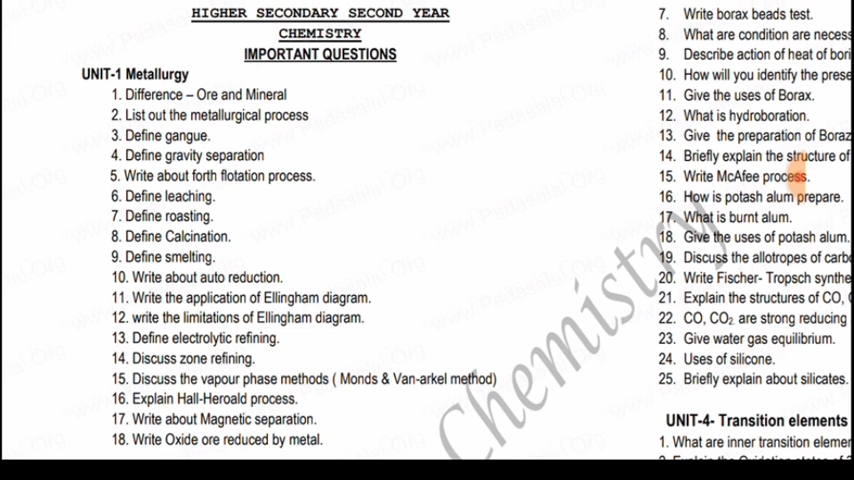 HIGHER SECONDARY SECOND YEAR
CHEMISTRY
IMPORTANT QUESTIONS
UNIT-1 Metallurgy
1. Difference – Ore and Mineral
2. List out the metallurgical process
3. Define gangue.
4. Define gravity separation
5. Write about forth flotation process.
6. Define leaching.
7. Define roasting.
8. Define Calcination.
9. Define smelting.
10. Write about auto reduction.
11. Write the application of Ellingham diagram.
12. write the limitations of Ellingham diagram.
13. Define electrolytic refining.
14. Discuss zone refining.
15. Discuss the vapour phase methods ( Monds & Van-arkel method)
16. Explain Hall-Heroald process.
17. Write about Magnetic separation.
18. Write Oxide ore reduced by metal.
7. Write borax beads test.
8. What are condition are necess
9. Describe action of heat of bori
10. How will you identify the prese
11. Give the uses of Borax.
12. What is hydroboration.
13. Give the preparation of Boraz
14. Briefly explain the structure of
15. Write McAfee process.
16. How is potash alum prepare.
17. What is burnt alum.
18. Give the uses of potash alum.
19. Discuss the allotropes of carbo
20. Write Fischer- Tropsch synthe
21. Explain the structures of CO,
22. CO, CO₂ are strong reducing
23. Give water gas equilibrium.
24. Uses of silicone.
25. Briefly explain about silicates.
UNIT-4- Transition elements
1. What are inner transition elemer
Chemistry
www.Padasalai.Org